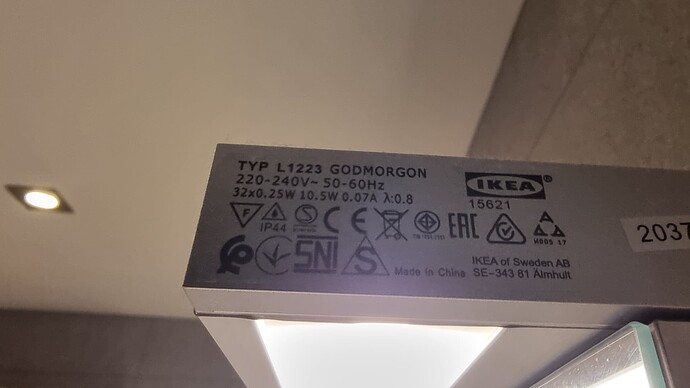 TYP L1223 GODMORGON
220-240V~ 50-60Hz
32x0.25W 10.5W 0.07A λ:0.8
IKEA®
15621
F
IP44
CE
EAC
H005 17
SNI
S
Made in China
IKEA of Sweden AB
SE-343 81 Älmhult
2037